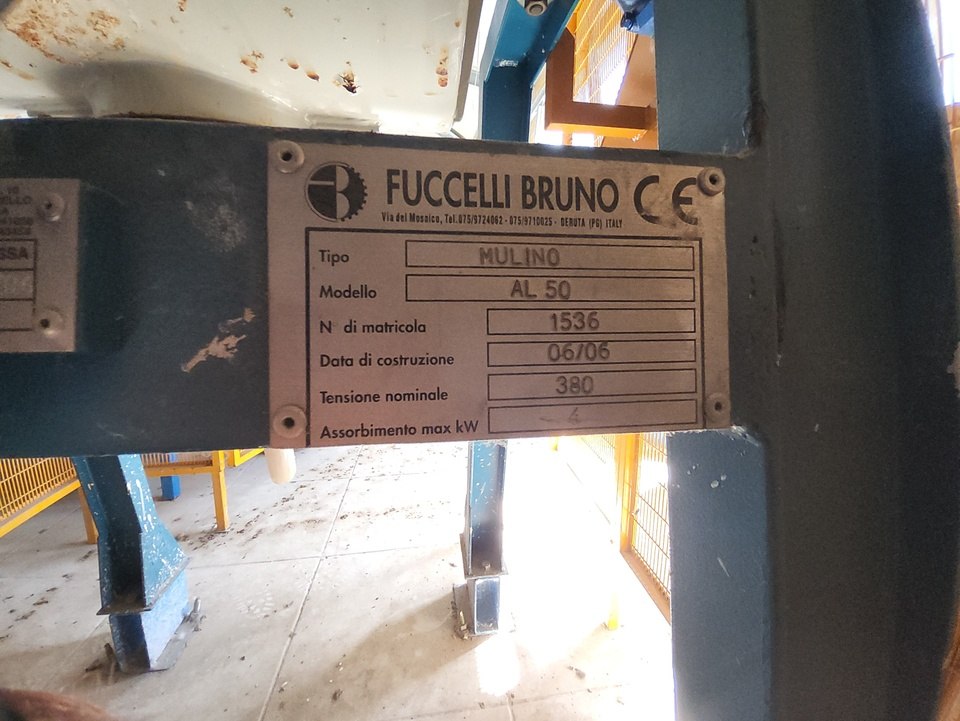 FUCCELLI BRUNO CE
Via del Mosaico, Tel.075/9724062 - 075/9710025 - DERUTA (PG) ITALY
Tipo MULINO
Modello AL 50
N° di matricola 1536
Data di costruzione 06/06
Tensione nominale 380
Assorbimento max kW 4
SSA